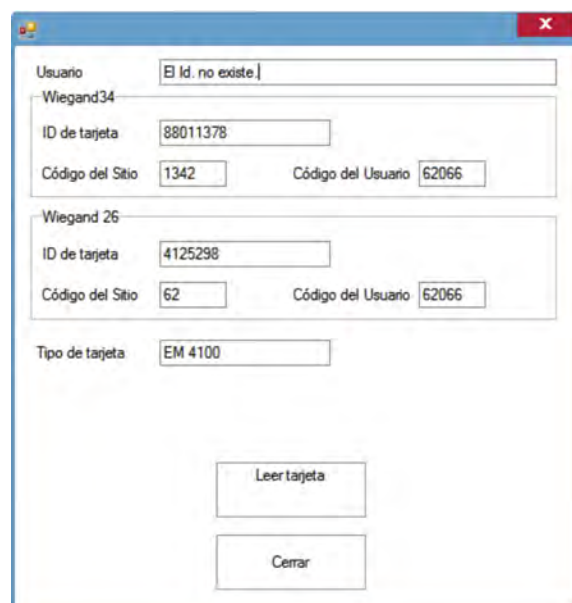 Usuario El Id. no existe.
Wiegand34
ID de tarjeta 88011378
Código del Sitio 1342 Código del Usuario 62066
Wiegand 26
ID de tarjeta 4125298
Código del Sitio 62 Código del Usuario 62066
Tipo de tarjeta EM 4100
Leer tarjeta
Cerrar